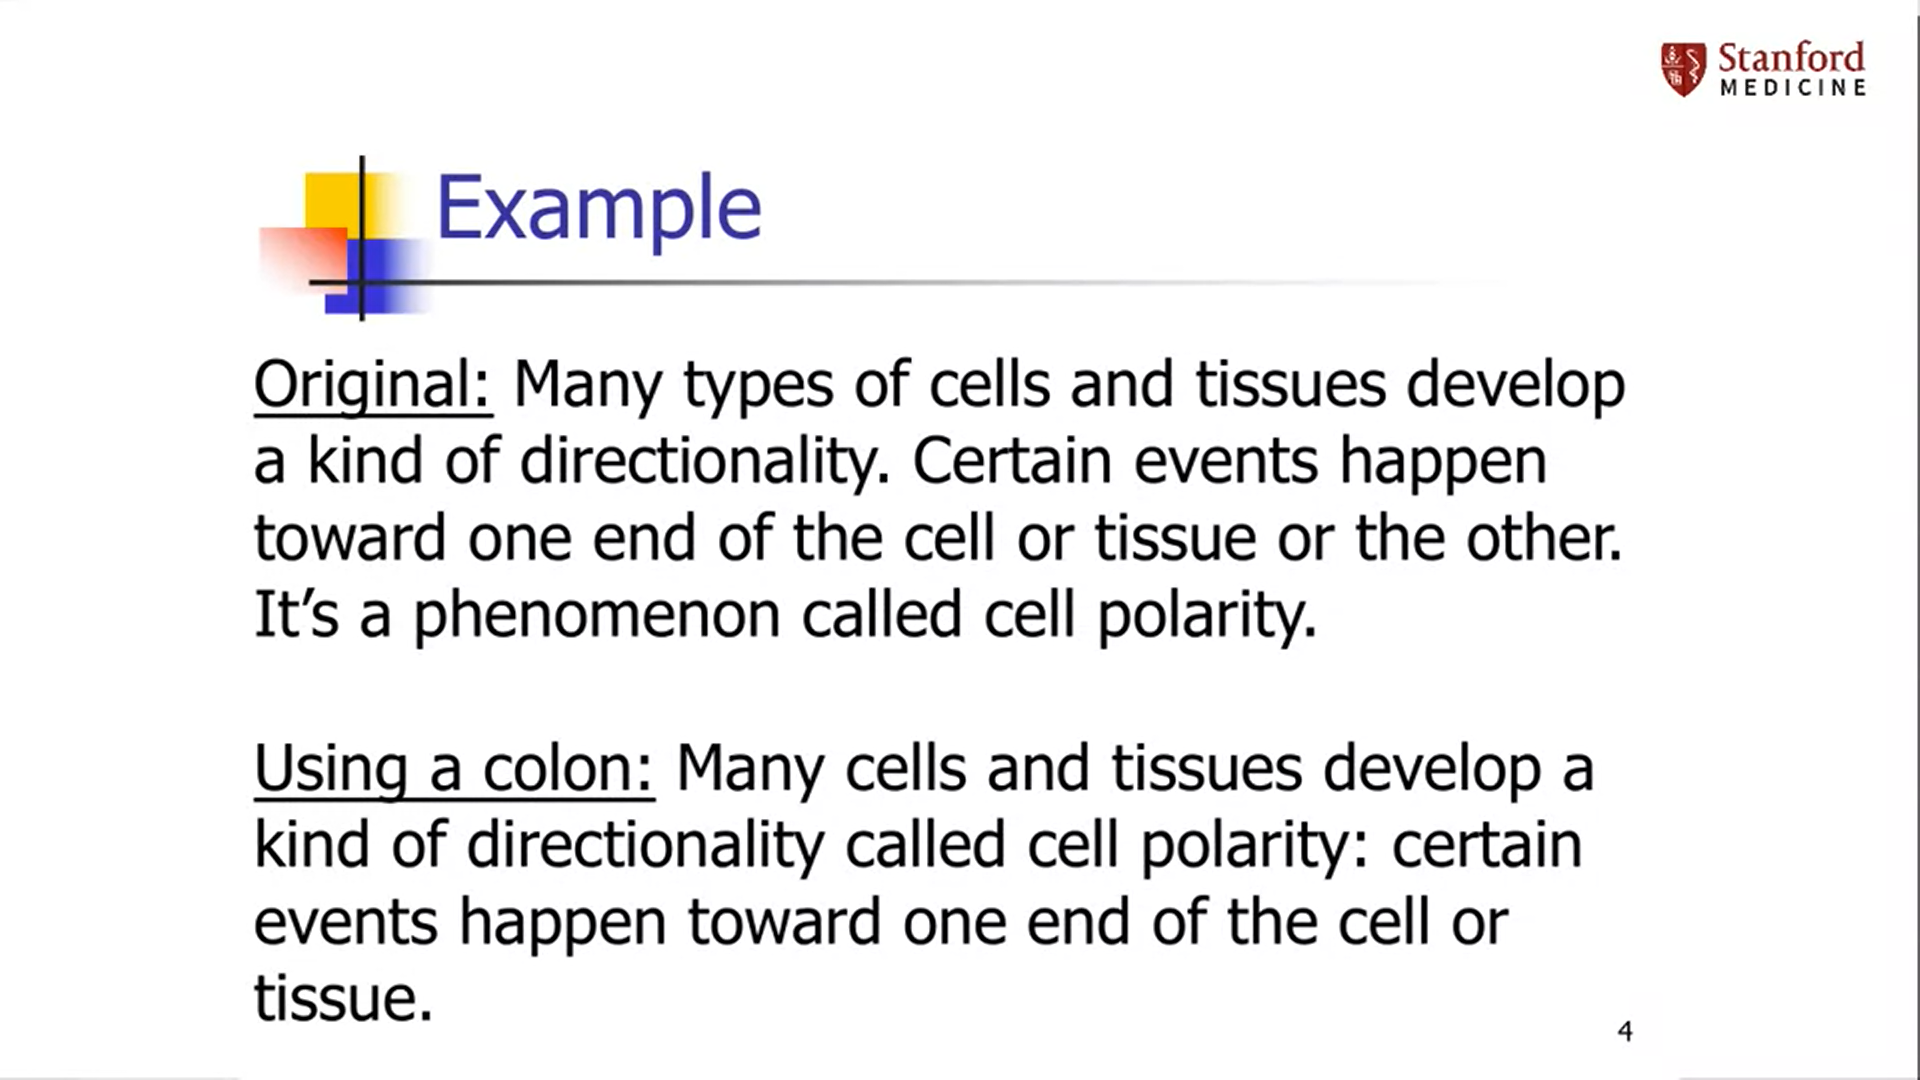 Stanford
MEDICINE
Example
Original: Many types of cells and tissues develop
a kind of directionality. Certain events happen
toward one end of the cell or tissue or the other.
It’s a phenomenon called cell polarity.
Using a colon: Many cells and tissues develop a
kind of directionality called cell polarity: certain
events happen toward one end of the cell or
tissue.
4